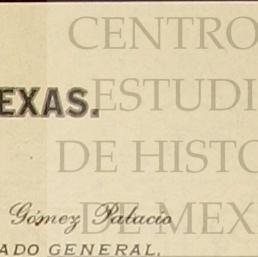 CENTRO
ESTUDI
EXAS.
DE HISTO
Gómez Palacio
DE MEX
ADO GENERAL,